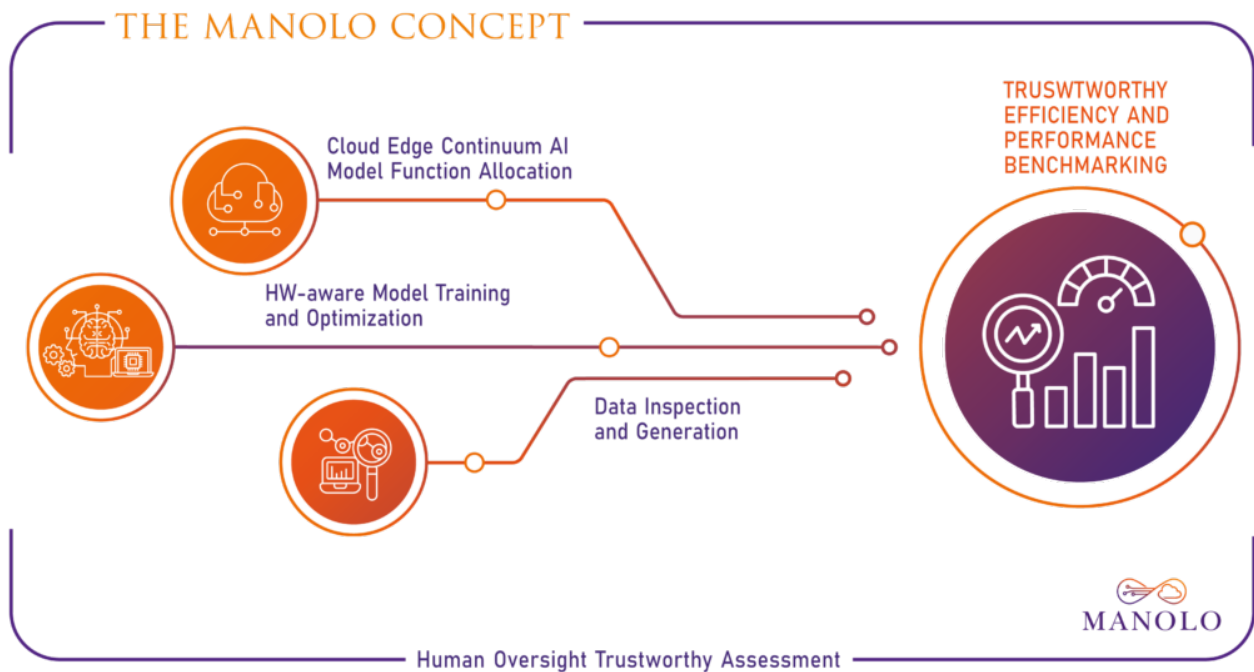 THE MANOLO CONCEPT
TRUSWTWORTHY
EFFICIENCY AND
PERFORMANCE
BENCHMARKING
Cloud Edge Continuum AI
Model Function Allocation
HW-aware Model Training
and Optimization
Data Inspection
and Generation
MANOLO
Human Oversight Trustworthy Assessment